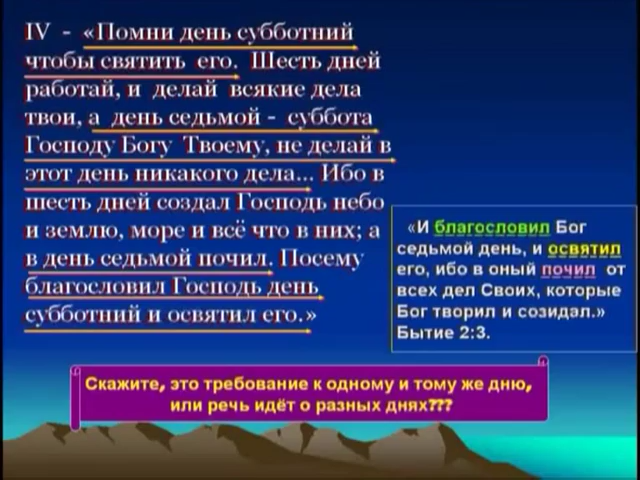 IV - «Помни день субботний
чтобы святить его. Шесть дней
работай, и делай всякие дела
твои, а день седьмой - суббота
Господу Богу Твоему, не делай в
этот день никакого дела... Ибо в
шесть дней создал Господь небо
и землю, море и всё что в них; а
в день седьмой почил. Посему
благословил Господь день
субботний и освятил его.»
«И благословил Бог
седьмой день, и освятил
его, ибо в оный почил от
всех дел Своих, которые
Бог творил и созидал.»
Бытие 2:3.
Скажите, это требование к одному и тому же дню,
или речь идёт о разных днях???